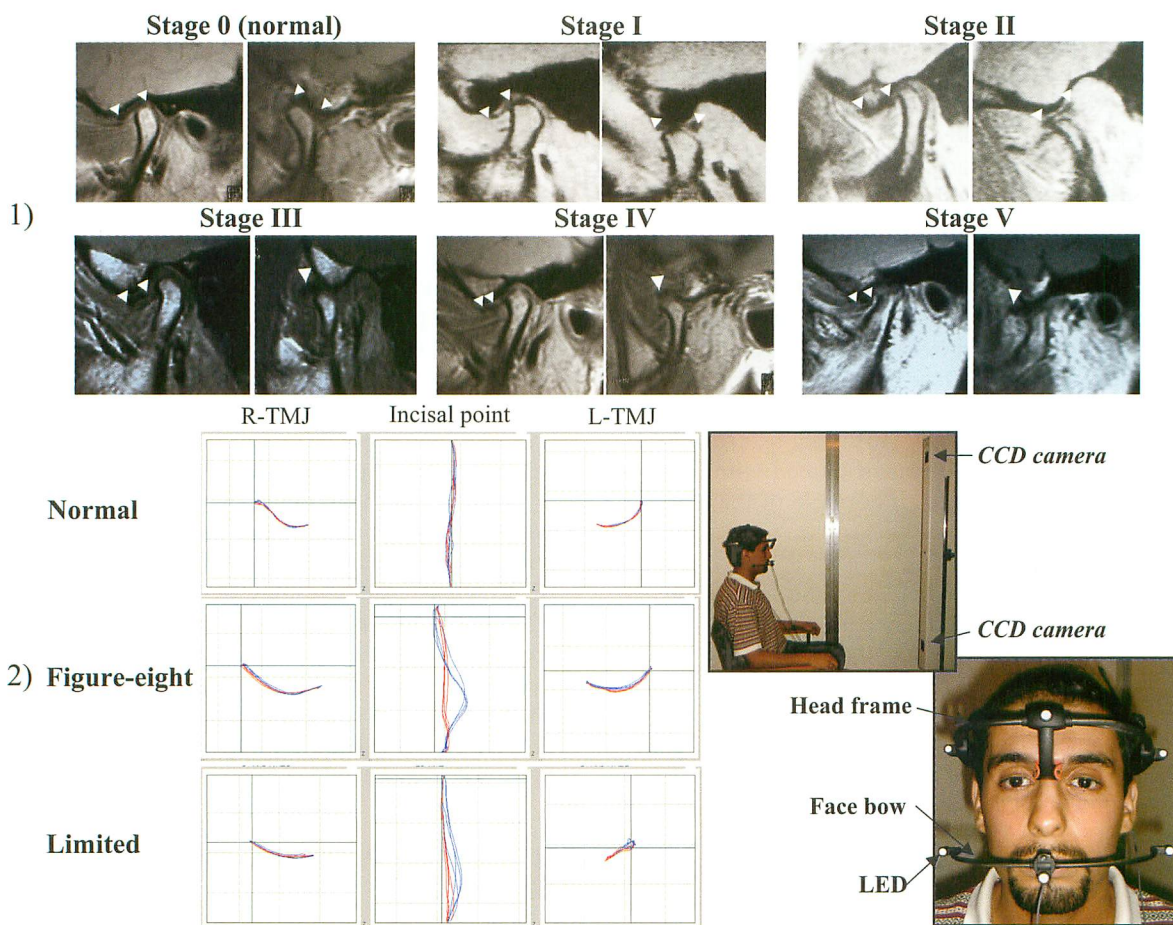 Stage 0 (normal)
Stage I
Stage II
1)
Stage III
Stage IV
Stage V
R-TMJ
Incisal point
L-TMJ
Normal
CCD camera
CCD camera
2) Figure-eight
Head frame
Limited
Face bow
LED